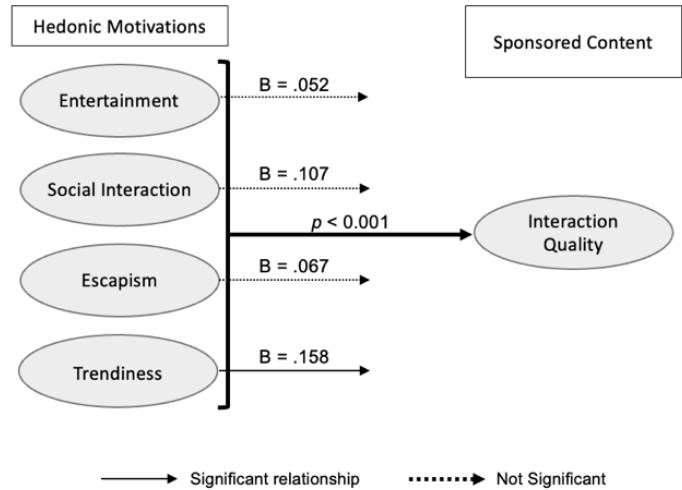 Hedonic Motivations
Sponsored Content
Entertainment
B = .052
Social Interaction
B = .107
p < 0.001
Interaction
Quality
Escapism
B = .067
Trendiness
B = .158
Significant relationship
Not Significant